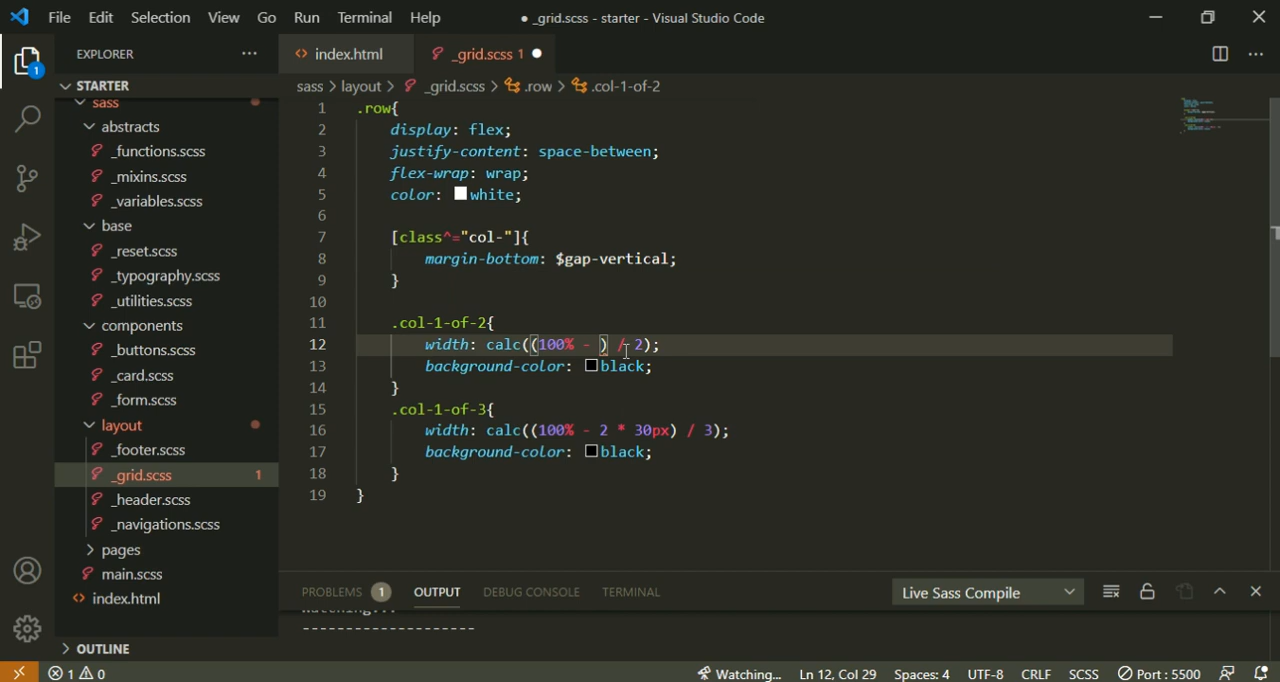 File Edit Selection View Go Run Terminal Help ● _grid.scss - starter - Visual Studio Code
EXPLORER ···
index.html
_grid.scss 1
STARTER
sass > layout > _grid.scss > .row > .col-1-of-2
sass
abstracts
_functions.scss
_mixins.scss
_variables.scss
base
_reset.scss
_typography.scss
_utilities.scss
components
_buttons.scss
_card.scss
_form.scss
layout
_footer.scss
_grid.scss 1
_header.scss
_navigations.scss
pages
main.scss
index.html
OUTLINE
1
1 .row{
2 display: flex;
3 justify-content: space-between;
4 flex-wrap: wrap;
5 color: white;
6
7 [class^="col-"]{
8 margin-bottom: $gap-vertical;
9 }
10
11 .col-1-of-2{
12 width: calc((100% - ) / 2);
13 background-color: black;
14 }
15 .col-1-of-3{
16 width: calc((100% - 2 * 30px) / 3);
17 background-color: black;
18 }
19 }
PROBLEMS 1 OUTPUT DEBUG CONSOLE TERMINAL Live Sass Compile
Watching...
--------------------
1 0 Watching... Ln 12, Col 29 Spaces: 4 UTF-8 CRLF SCSS Port : 5500